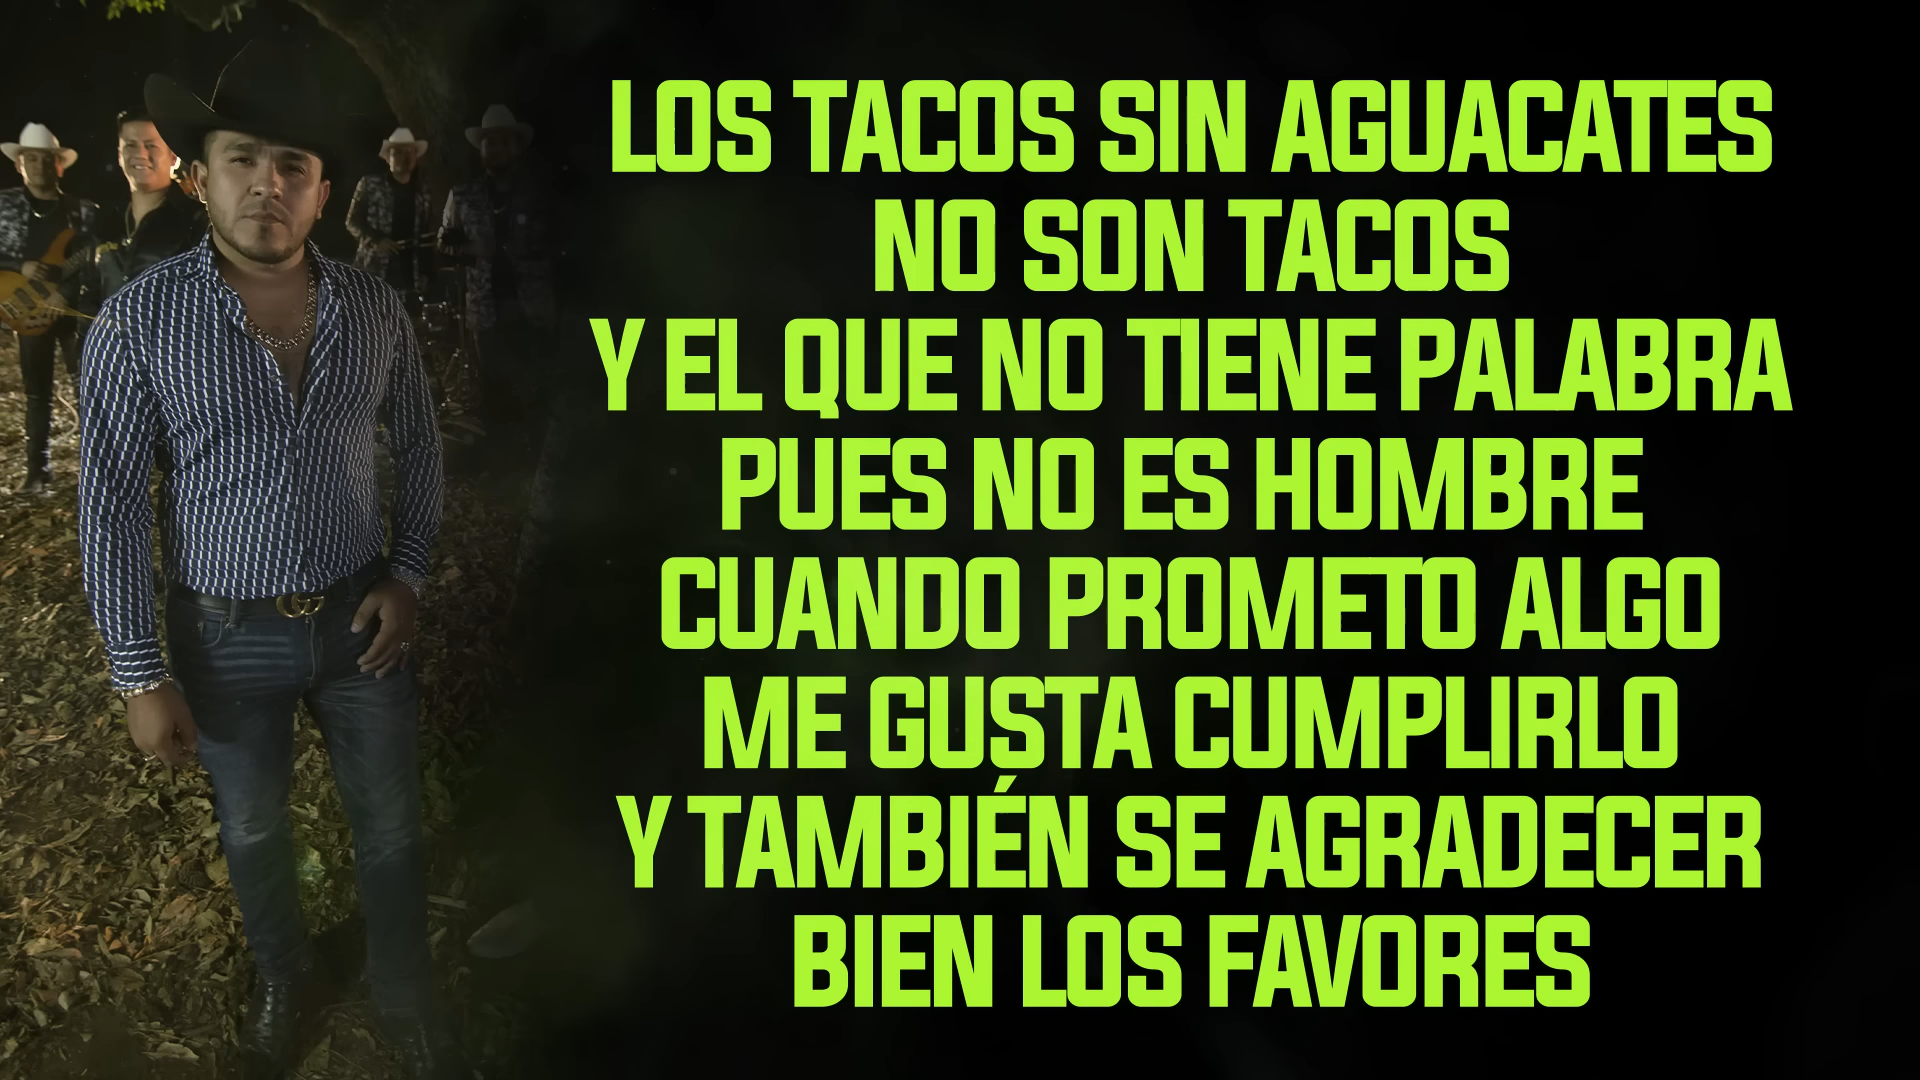 LOS TACOS SIN AGUACATES
NO SON TACOS
Y EL QUE NO TIENE PALABRA
PUES NO ES HOMBRE
CUANDO PROMETO ALGO
ME GUSTA CUMPLIRLO
Y TAMBIÉN SE AGRADECER
BIEN LOS FAVORES